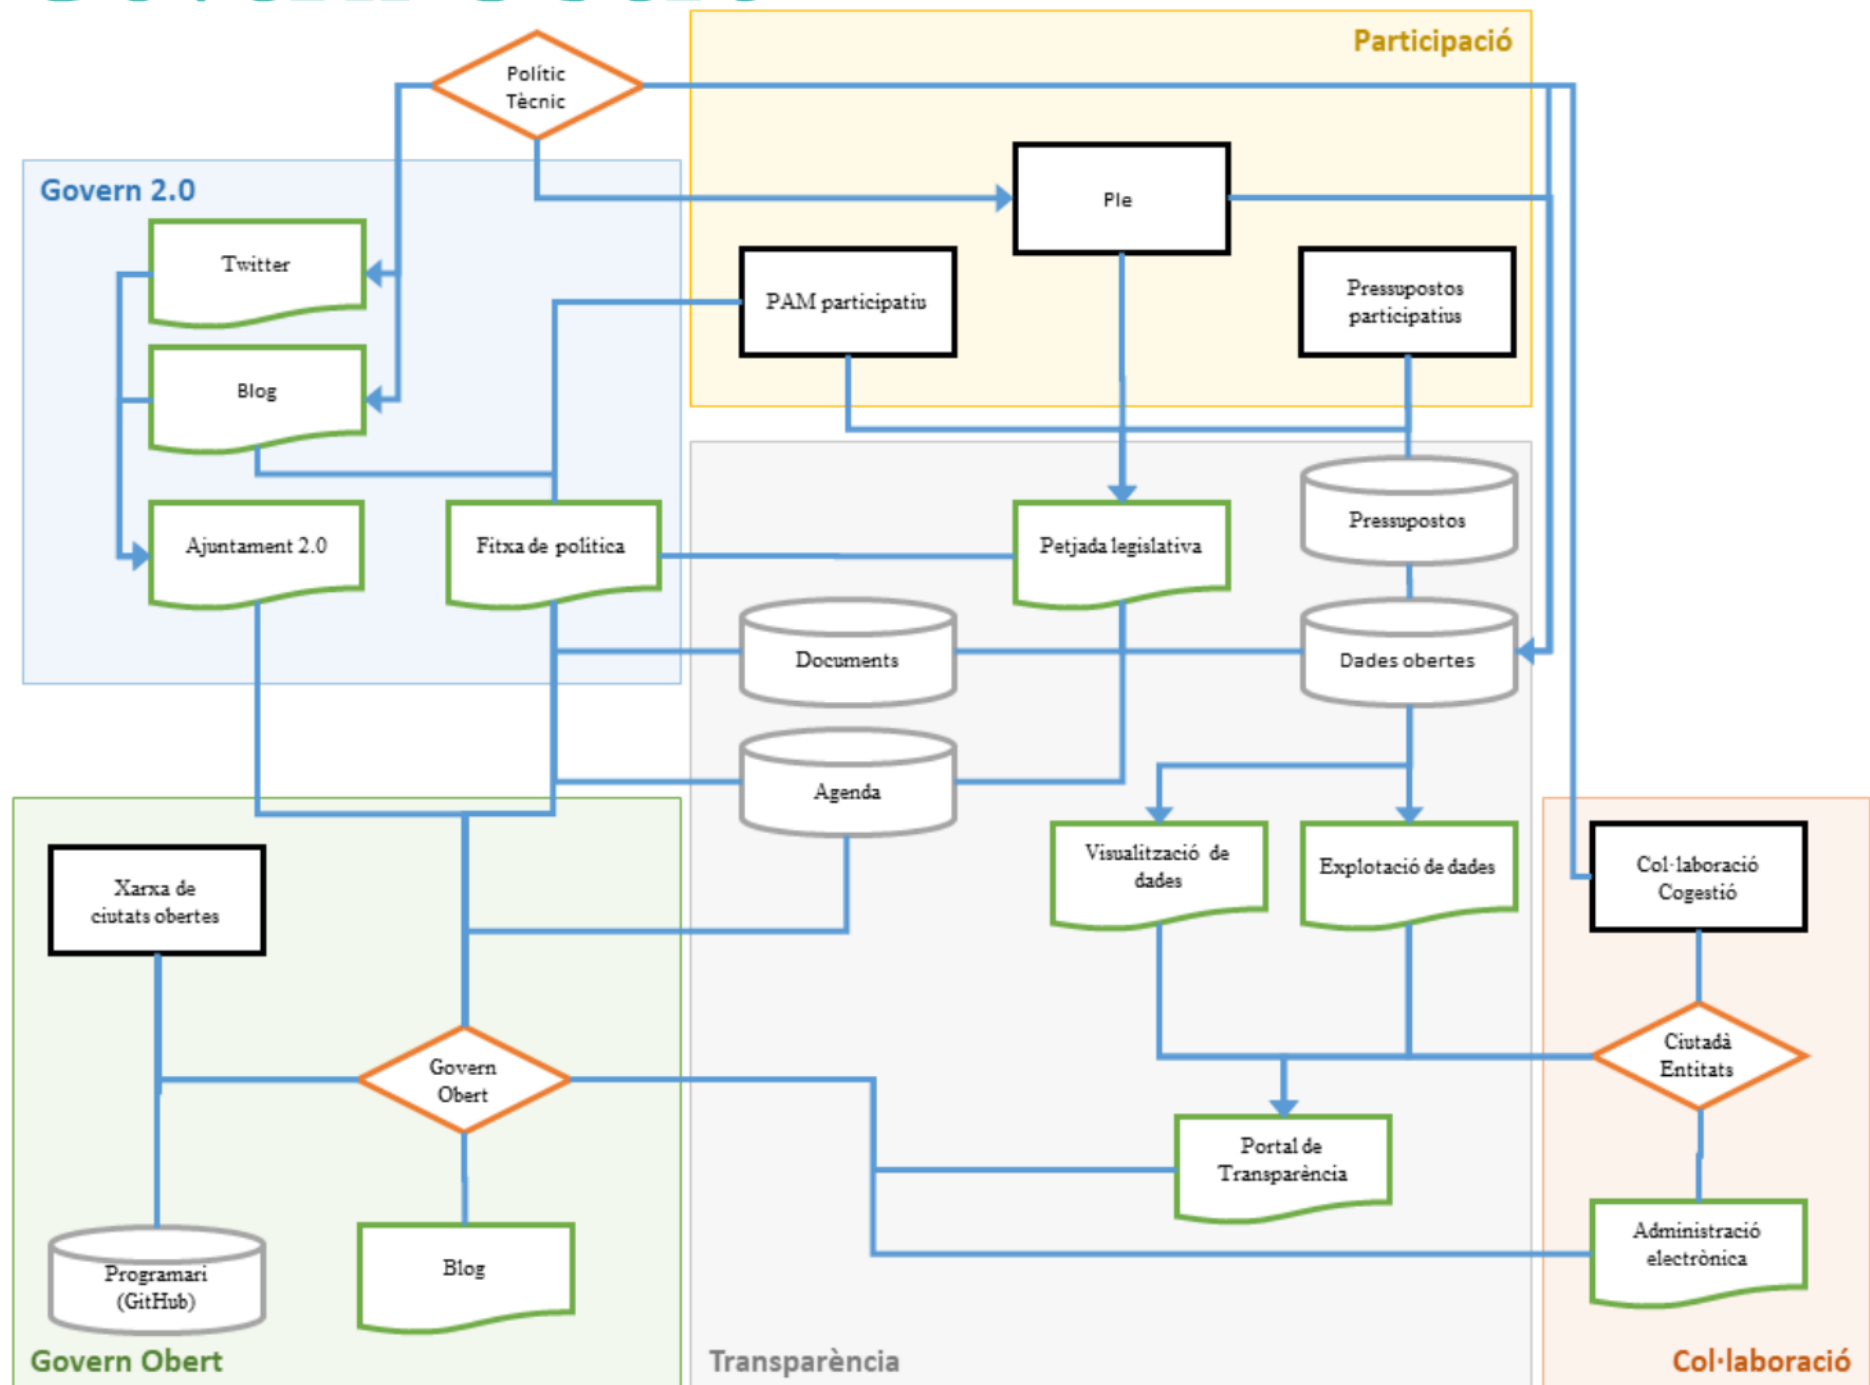 Participació
Polític
Tècnic
Ple
Govern 2.0
Twitter
PAM participatiu
Pressupostos
participatius
Blog
Ajuntament 2.0
Fitxa de política
Petjada legislativa
Pressupostos
Documents
Dades obertes
Agenda
Visualització de
dades
Explotació de dades
Col·laboració
Cogestió
Xarxa de
ciutats obertes
Govern
Obert
Ciutadà
Entitats
Portal de
Transparència
Administració
electrònica
Programari
(GitHub)
Blog
Govern Obert
Transparència
Col·laboració